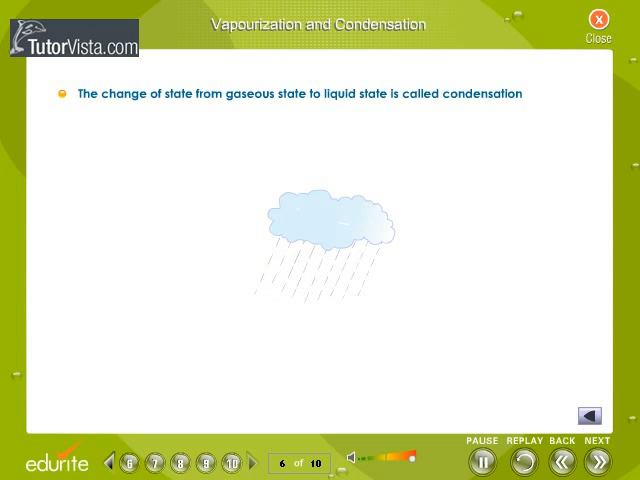 Vapourization and Condensation
X
Close
TutorVista.com
The change of state from gaseous state to liquid state is called condensation
PAUSE REPLAY BACK NEXT
edurite
6 7 8 9 10
6 of 10